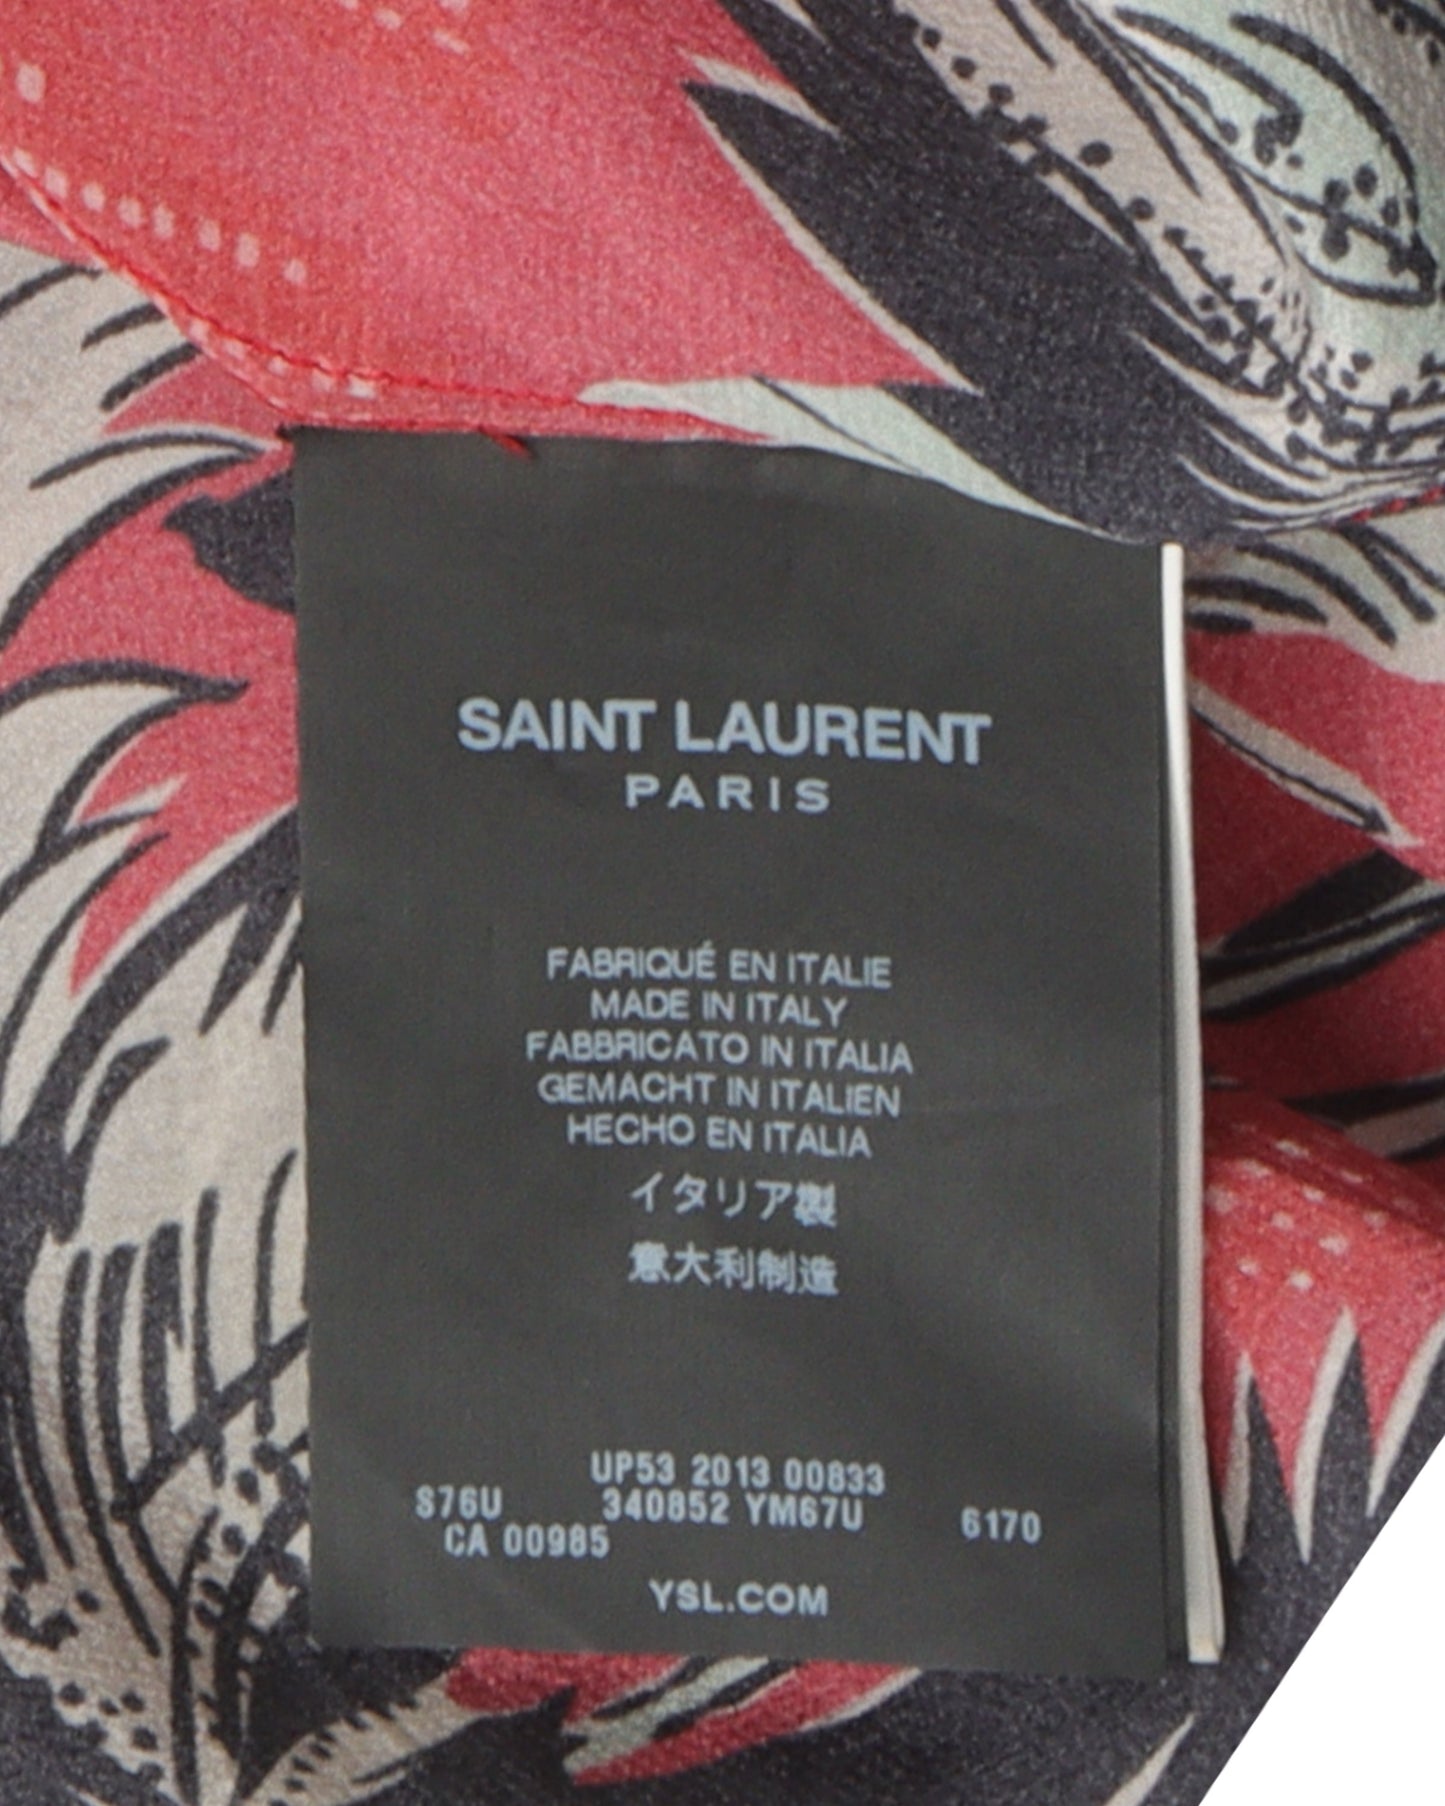 SAINT LAURENT
PARIS
FABRIQUÉ EN ITALIE
MADE IN ITALY
FABBRICATO IN ITALIA
GEMACHT IN ITALIEN
HECHO EN ITALIA
イタリア製
意大利制造
UP53 2013 00833
S76U 340852 YM67U 6170
CA 00985
YSL.COM